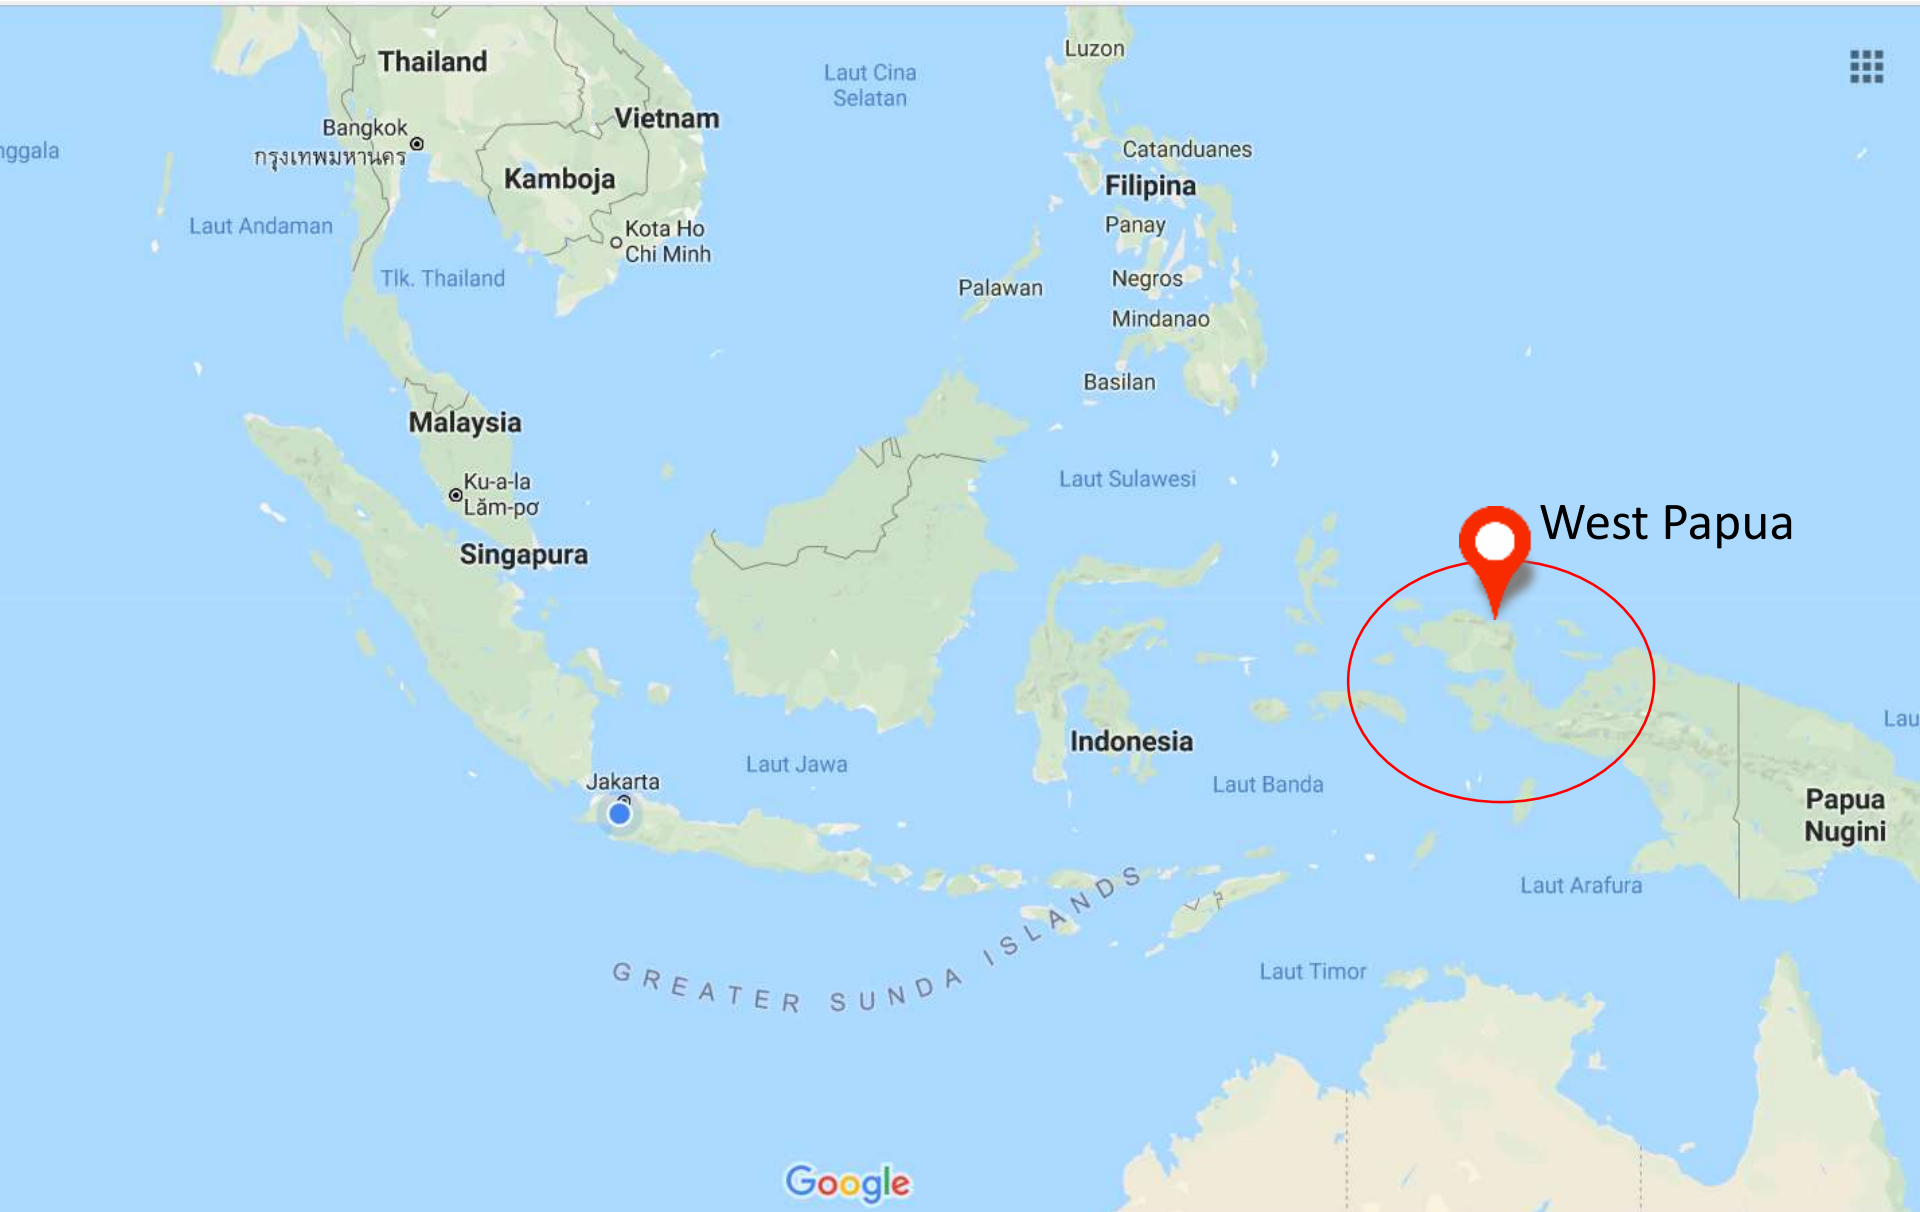 Thailand
Luzon
Laut Cina
Selatan
Vietnam
Bangkok
กรุงเทพมหานคร
nggala
Catanduanes
Kamboja
Filipina
Laut Andaman
Panay
Kota Ho
Chi Minh
Tlk. Thailand
Negros
Palawan
Mindanao
Basilan
Malaysia
Ku-a-la
Lăm-pơ
Laut Sulawesi
West Papua
Singapura
Lau
Indonesia
Laut Jawa
Jakarta
Laut Banda
Papua
Nugini
Laut Arafura
GREATER SUNDA ISLANDS
Laut Timor
Google